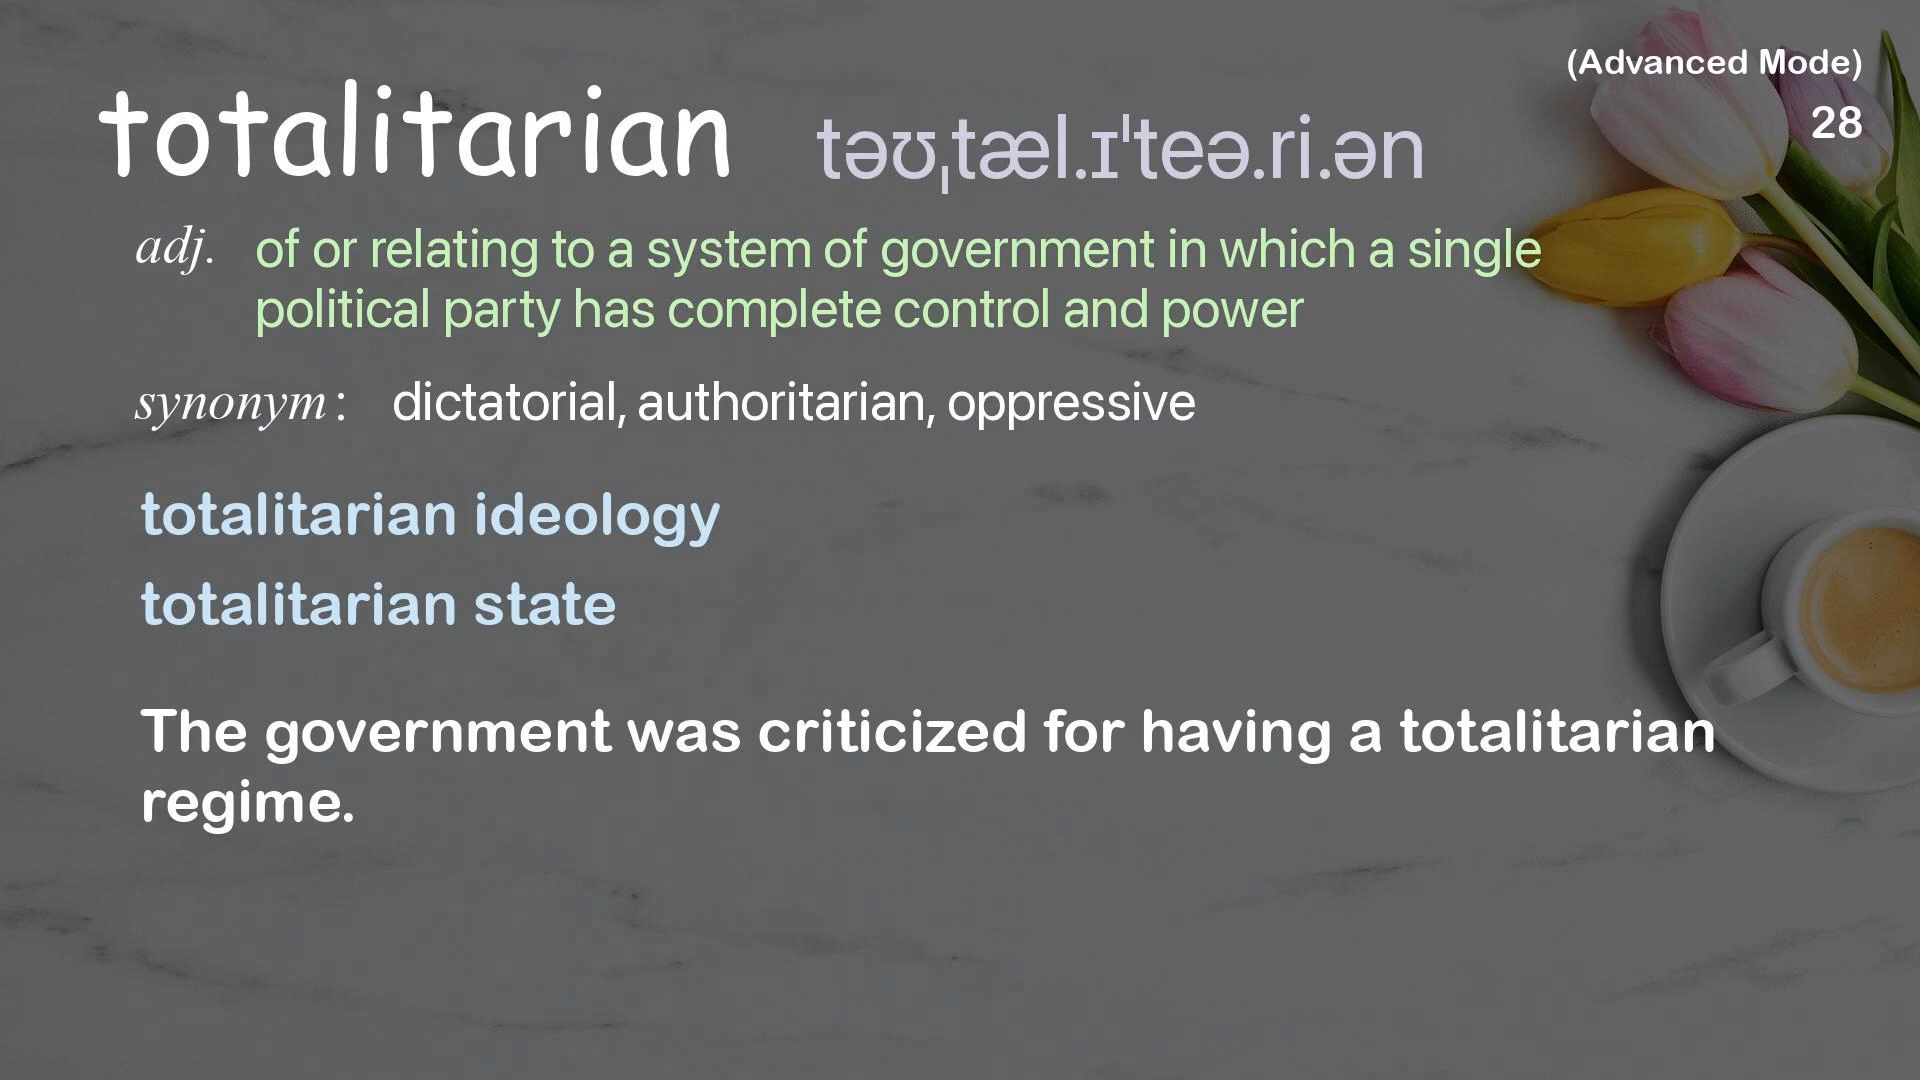 (Advanced Mode)
28
totalitarian təʊˌtæl.ɪˈteə.ri.ən
adj. of or relating to a system of government in which a single
political party has complete control and power
synonym : dictatorial, authoritarian, oppressive
totalitarian ideology
totalitarian state
The government was criticized for having a totalitarian
regime.